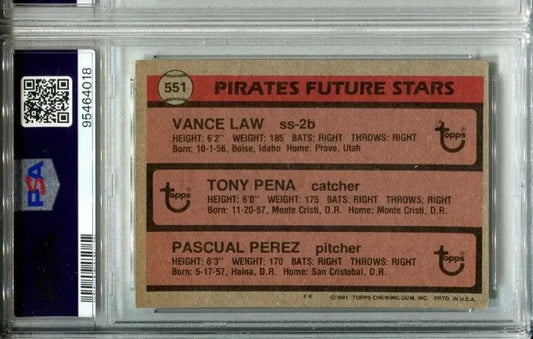 551 PIRATES FUTURE STARS
VANCE LAW ss-2b
HEIGHT: 6'2" WEIGHT: 185 BATS: RIGHT THROWS: RIGHT
Born: 10-1-56, Boise, Idaho Home: Provo, Utah
Topps
TONY PENA catcher
HEIGHT: 6'0" WEIGHT: 175 BATS: RIGHT THROWS: RIGHT
Born: 11-20-57, Monte Cristi, D.R. Home: Monte Cristi, D.R.
Topps
PASCUAL PEREZ pitcher
HEIGHT: 6'3" WEIGHT: 170 BATS: RIGHT THROWS: RIGHT
Born: 5-17-57, Haina, D.R. Home: San Cristobal, D.R.
Topps
©1981 TOPPS CHEWING GUM, INC. PRTD. IN U.S.A.
95464018
PSA